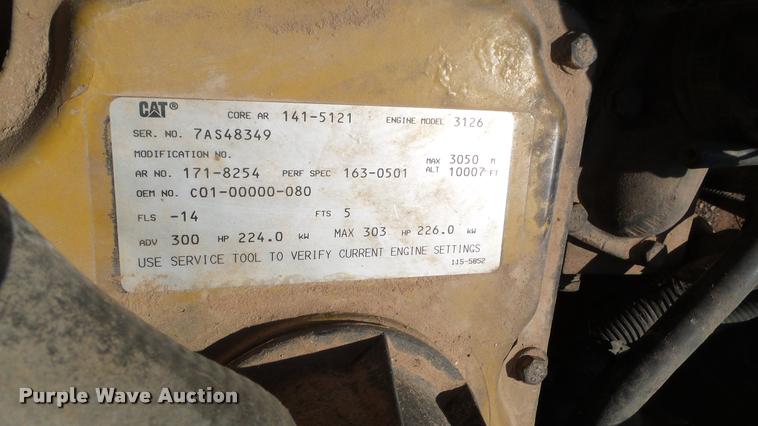 CAT® CORE AR 141-5121 ENGINE MODEL 3126
SER. NO. 7AS48349
MODIFICATION NO. MAX 3050 M
AR NO. 171-8254 PERF SPEC 163-0501 ALT 10007 FT
OEM NO. C01-00000-080
FLS -14 FTS 5
ADV 300 HP 224.0 kW MAX 303 HP 226.0 kW
USE SERVICE TOOL TO VERIFY CURRENT ENGINE SETTINGS
115-5852
Purple Wave Auction®